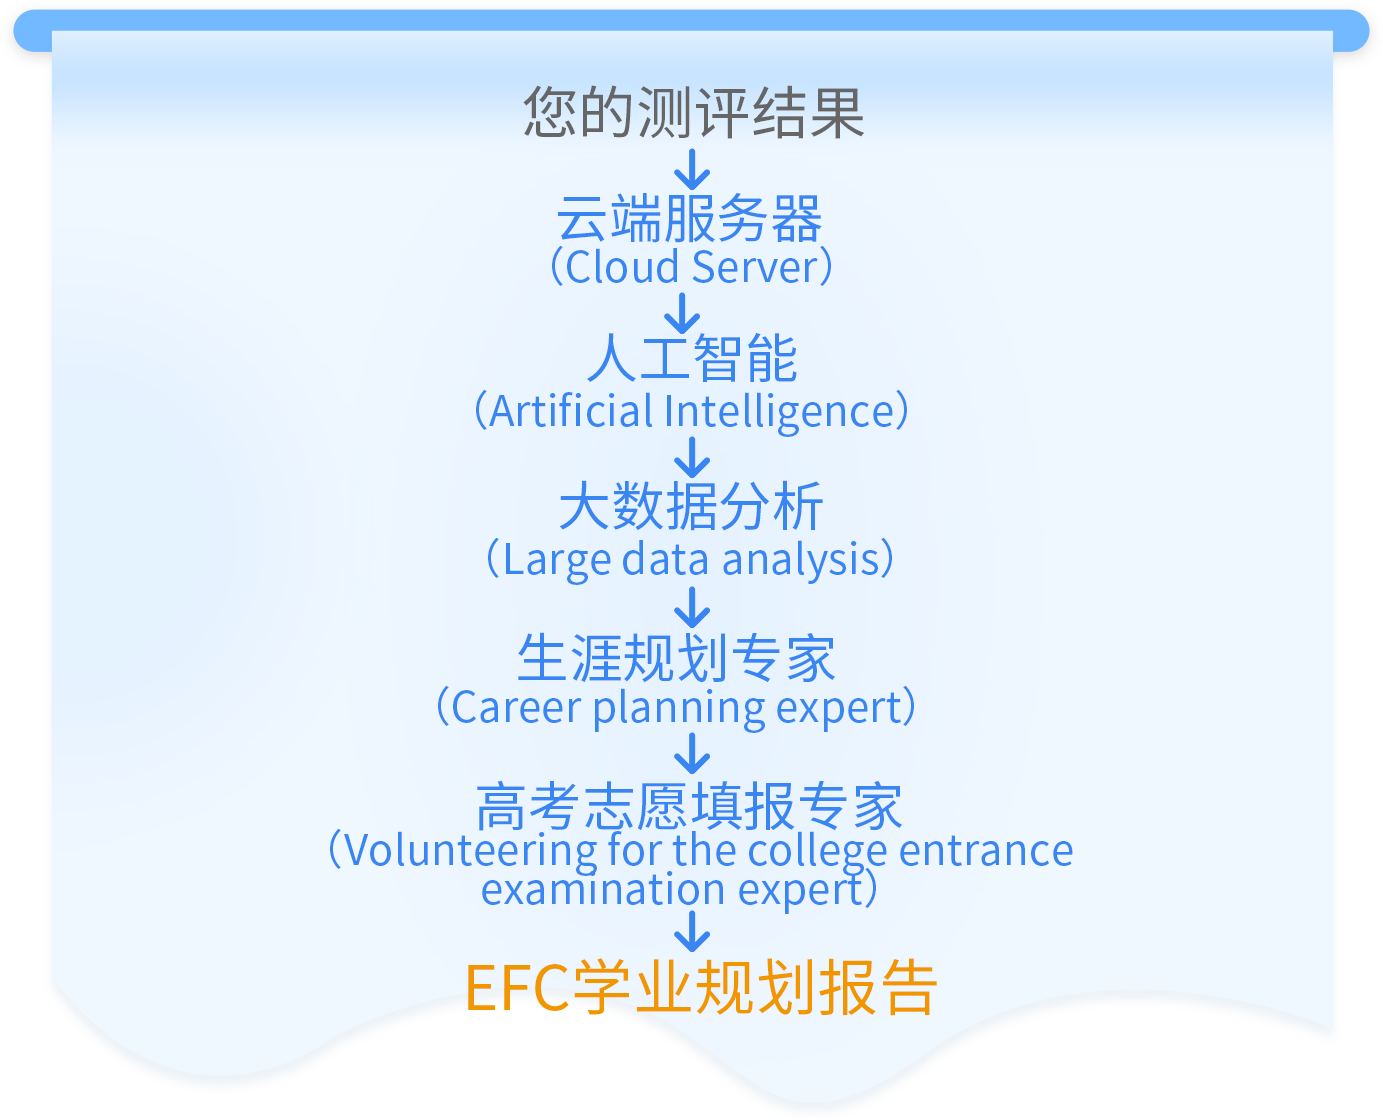 您的测评结果
云端服务器
（Cloud Server）
人工智能
（Artificial Intelligence）
大数据分析
（Large data analysis）
生涯规划专家
（Career planning expert）
高考志愿填报专家
（Volunteering for the college entrance
examination expert）
EFC学业规划报告